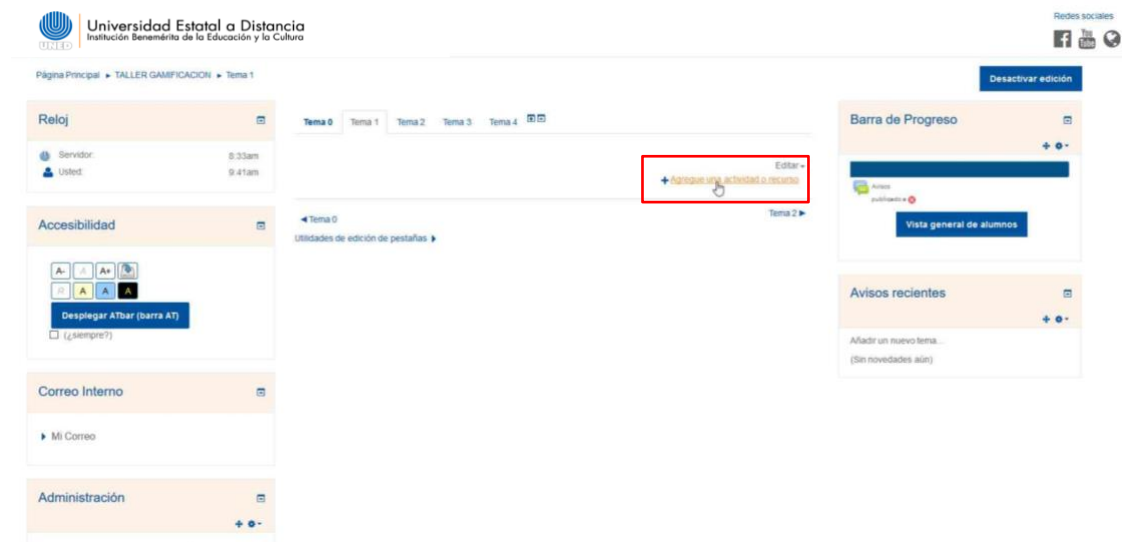 Universidad Estatal a Distancia
Institución Benemérita de la Educación y la Cultura
UNED
Redes sociales
You Tube
Página Principal ▸ TALLER GAMIFICACION ▸ Tema 1
Desactivar edición
Reloj
Servidor: 8:33am
Usted: 9:41am
Accesibilidad
A- A A+
R A A A
Desplegar ATbar (barra AT)
(¿siempre?)
Correo Interno
Mi Correo
Administración
Tema 0 Tema 1 Tema 2 Tema 3 Tema 4
Editar
+ Agregue una actividad o recurso
◄ Tema 0
Tema 2 ►
Utilidades de edición de pestañas
Barra de Progreso
Avisos
publicado a
Vista general de alumnos
Avisos recientes
Añadir un nuevo tema...
(Sin novedades aún)